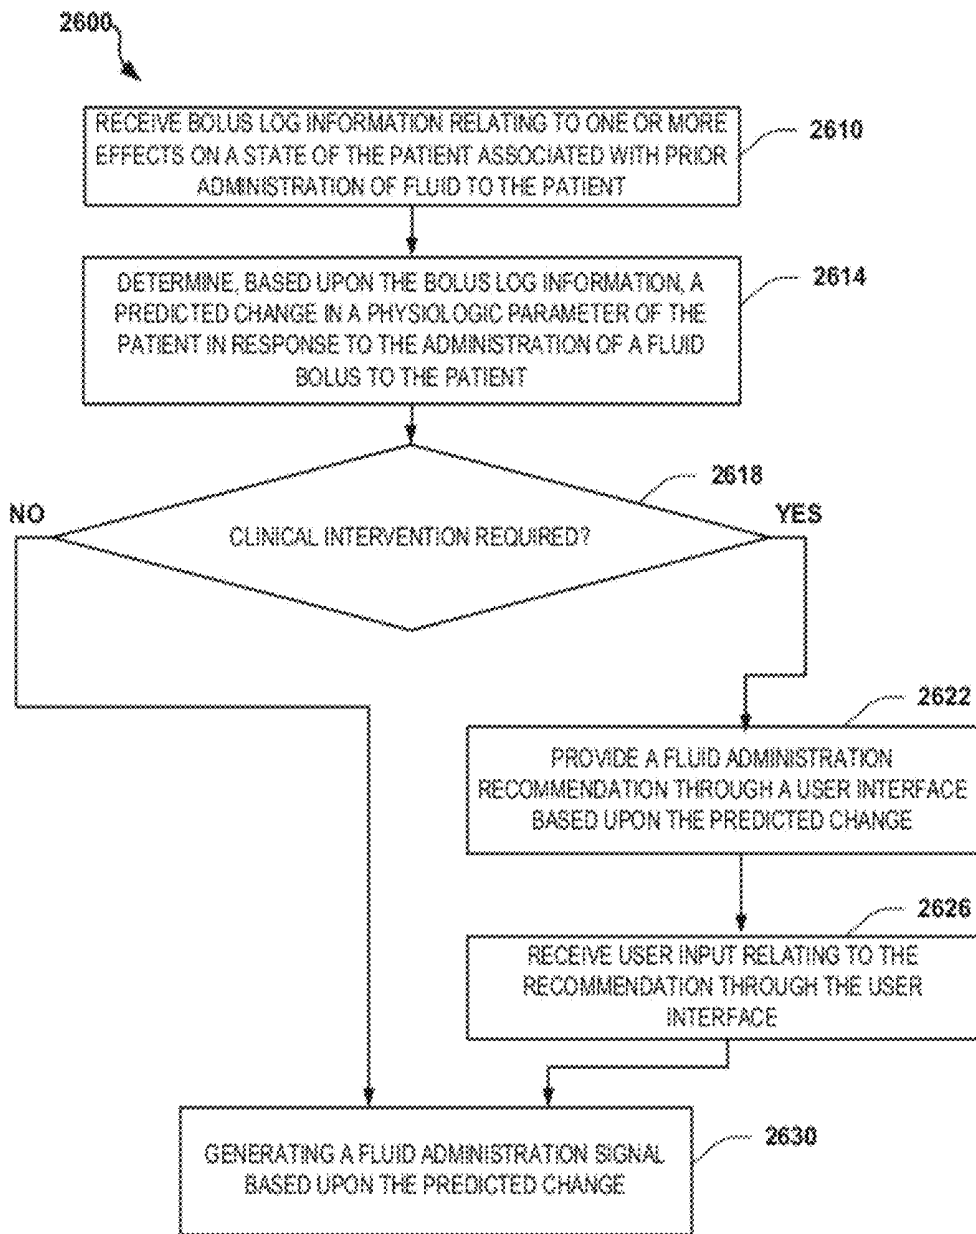 2600
RECEIVE BOLUS LOG INFORMATION RELATING TO ONE OR MORE
EFFECTS ON A STATE OF THE PATIENT ASSOCIATED WITH PRIOR
ADMINISTRATION OF FLUID TO THE PATIENT
2610
DETERMINE, BASED UPON THE BOLUS LOG INFORMATION, A
PREDICTED CHANGE IN A PHYSIOLOGIC PARAMETER OF THE
PATIENT IN RESPONSE TO THE ADMINISTRATION OF A FLUID
BOLUS TO THE PATIENT
2614
2618
NO
CLINICAL INTERVENTION REQUIRED?
YES
2622
PROVIDE A FLUID ADMINISTRATION
RECOMMENDATION THROUGH A USER INTERFACE
BASED UPON THE PREDICTED CHANGE
2626
RECEIVE USER INPUT RELATING TO THE
RECOMMENDATION THROUGH THE USER
INTERFACE
GENERATING A FLUID ADMINISTRATION SIGNAL
BASED UPON THE PREDICTED CHANGE
2630